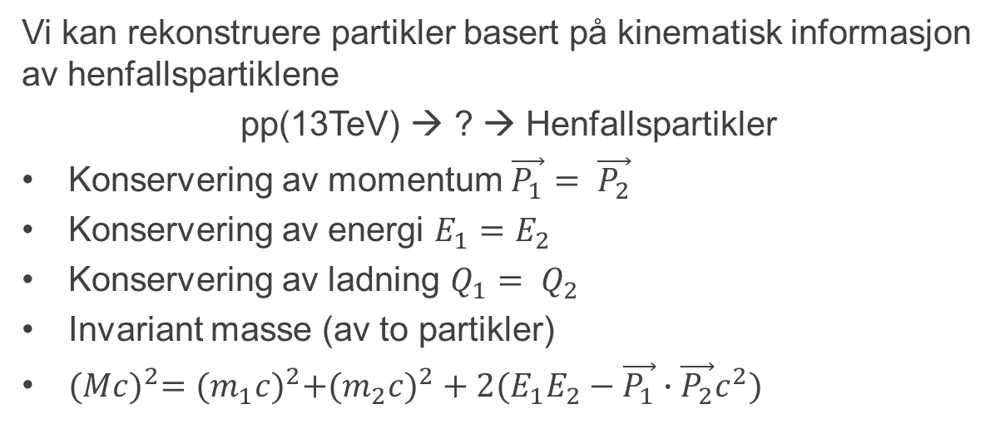 Vi kan rekonstruere partikler basert på kinematisk informasjon
av henfallspartiklene
pp(13TeV) → ? → Henfallspartikler
• Konservering av momentum $\overrightarrow{P_1} = \overrightarrow{P_2}$
• Konservering av energi $E_1 = E_2$
• Konservering av ladning $Q_1 = Q_2$
• Invariant masse (av to partikler)
• $(Mc)^2 = (m_1c)^2 + (m_2c)^2 + 2(E_1E_2 - \overrightarrow{P_1} \cdot \overrightarrow{P_2}c^2)$